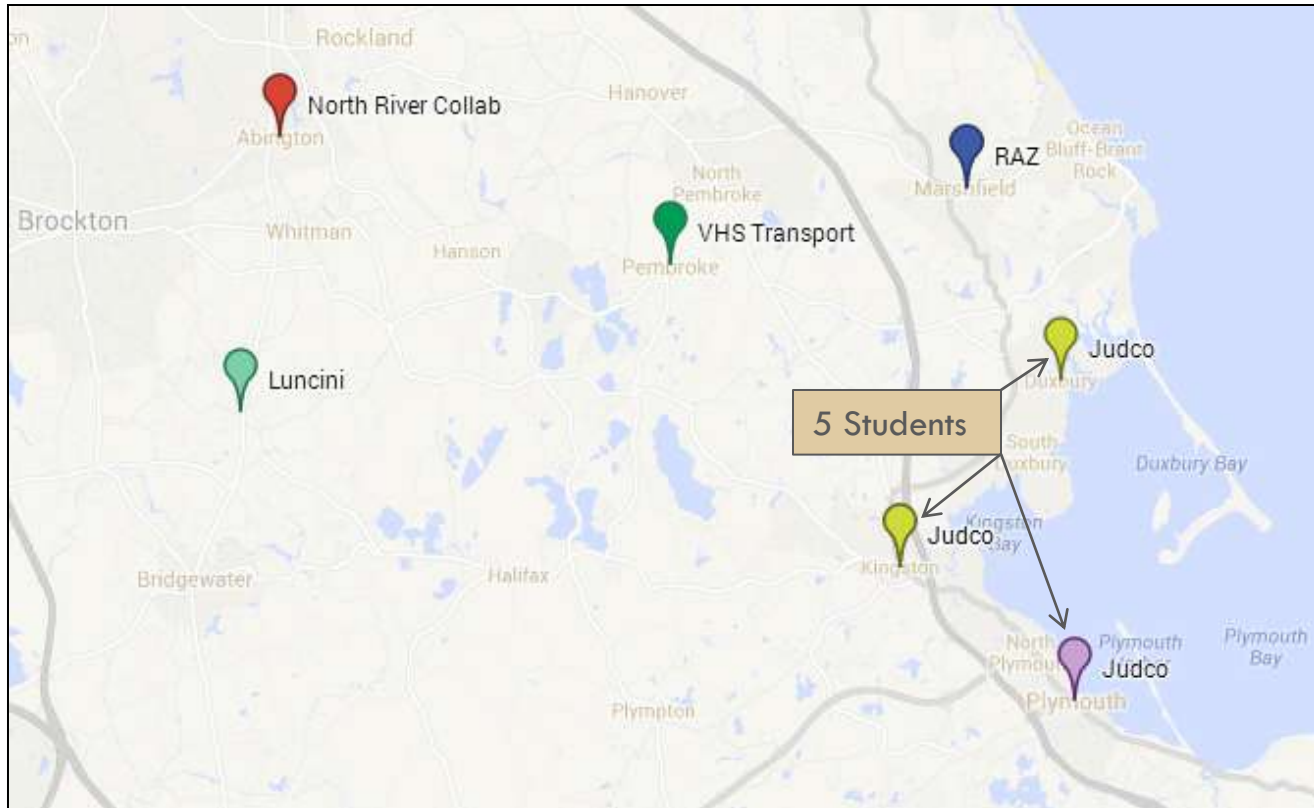 on
Rockland
North River Collab
Hanover
Abington
Ocean
Bluff-Brant
Rock
RAZ
Marshfield
North
Pembroke
Brockton
Whitman
VHS Transport
Hanson
Pembroke
Judco
Luncini
Duxbury
5 Students
South
Duxbury
Duxbury Bay
Kingston
Bay
Judco
Kingston
Bridgewater
Halifax
North
Plymouth
Plymouth
Judco
Plymouth
Bay
Plymouth
Plympton